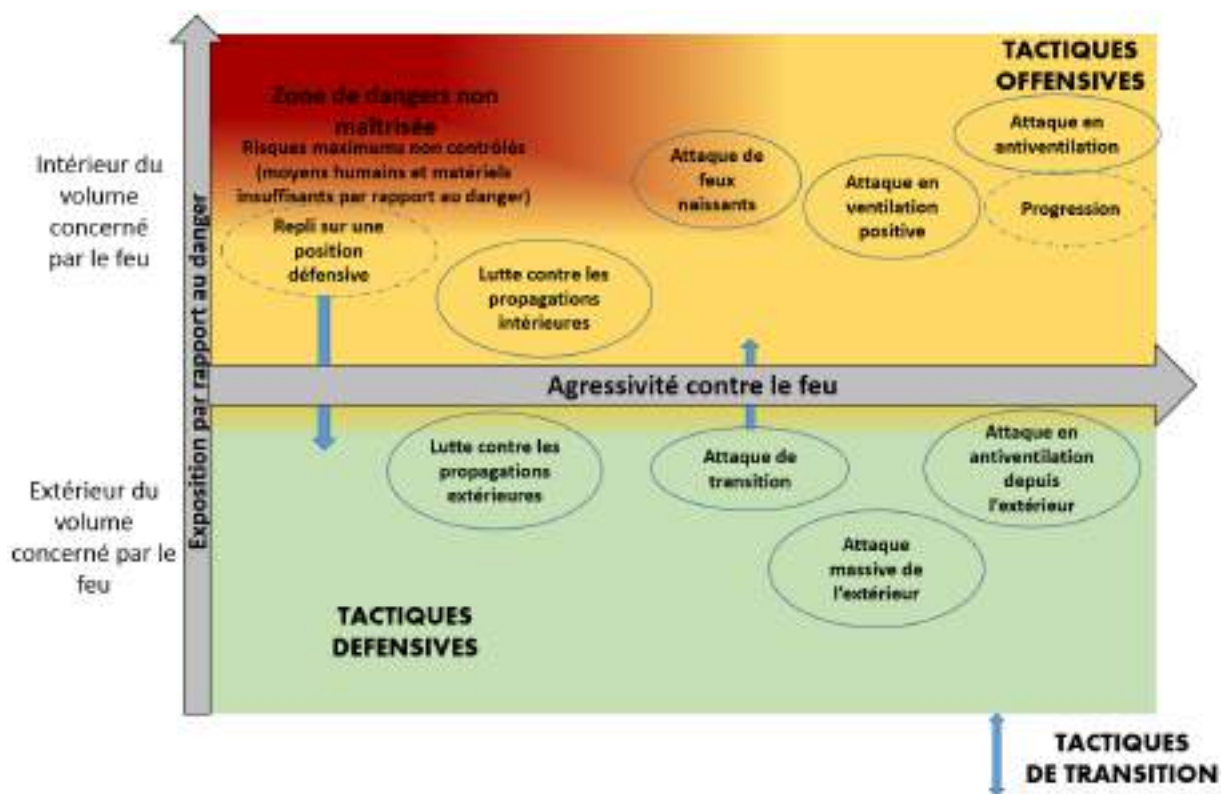 TACTIQUES
OFFENSIVES
Zone de dangers non
maîtrisée
Risques maximums non contrôlés
(moyens humains et matériels
insuffisants par rapport au danger)
Attaque en
antiventilation
Attaque de
feux
naissants
Attaque en
ventilation
positive
Progression
Intérieur du
volume
concerné
par le feu
Repli sur une
position
défensive
Lutte contre les
propagations
intérieures
Exposition par rapport au danger
Agressivité contre le feu
Extérieur du
volume
concerné par le
feu
Lutte contre les
propagations
extérieures
Attaque de
transition
Attaque en
antiventilation
depuis
l'extérieur
Attaque
massive de
l'extérieur
TACTIQUES
DEFENSIVES
TACTIQUES
DE TRANSITION